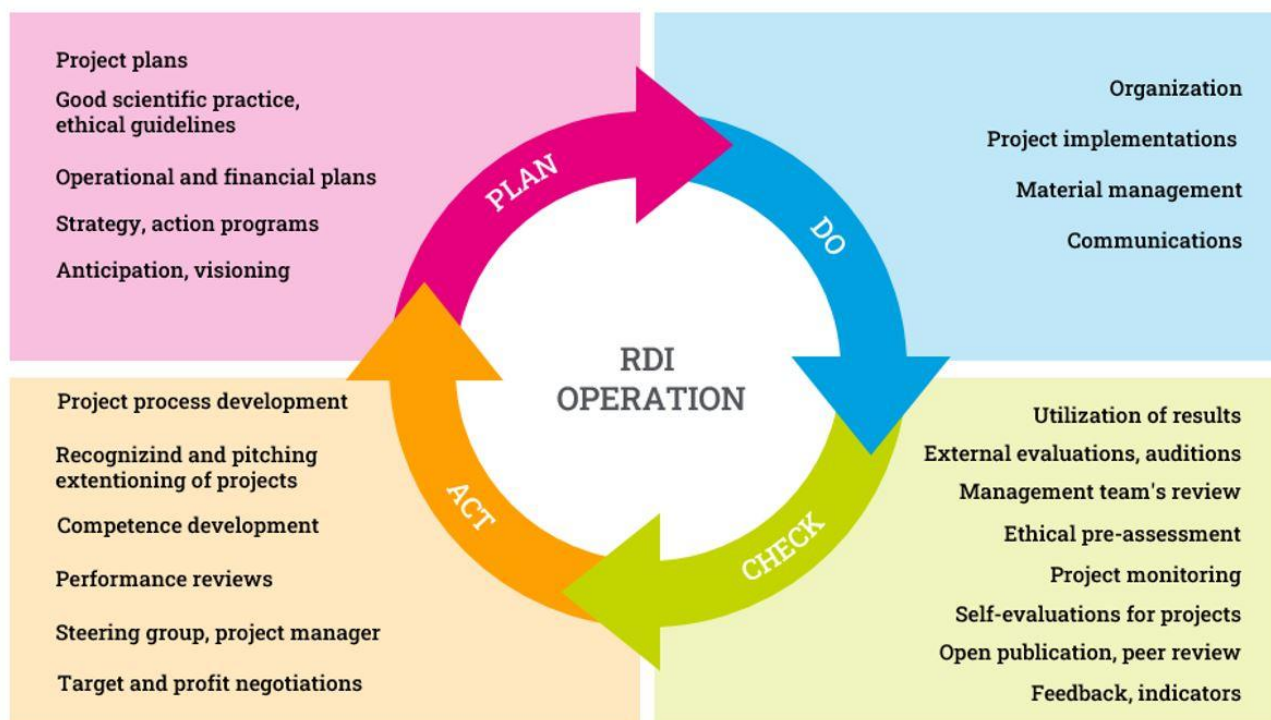 Project plans
Good scientific practice,
ethical guidelines
Operational and financial plans
Strategy, action programs
Anticipation, visioning
PLAN
DO
Organization
Project implementations
Material management
Communications
RDI
OPERATION
Project process development
Recognizind and pitching
extentioning of projects
Competence development
Performance reviews
Steering group, project manager
Target and profit negotiations
ACT
CHECK
Utilization of results
External evaluations, auditions
Management team's review
Ethical pre-assessment
Project monitoring
Self-evaluations for projects
Open publication, peer review
Feedback, indicators